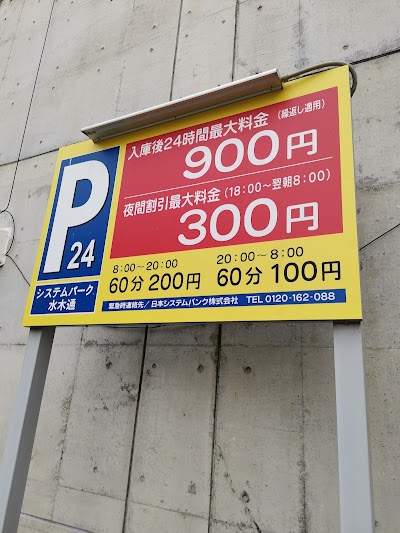 入庫後24時間最大料金（繰返し適用）
900円
夜間割引最大料金（18:00～翌朝8:00）
300円
P24
8:00～20:00
60分 200円
20:00～8:00
60分 100円
システムパーク
水木通
緊急時連絡先／日本システムバンク株式会社 TEL 0120-162-088